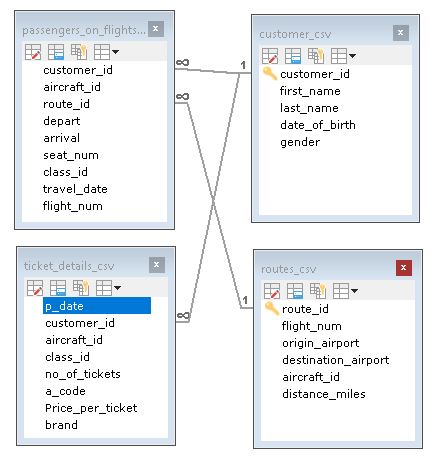 passengers_on_flights...
customer_id
aircraft_id
route_id
depart
arrival
seat_num
class_id
travel_date
flight_num
customer_csv
customer_id
first_name
last_name
date_of_birth
gender
∞
1
∞
ticket_details_csv
p_date
customer_id
aircraft_id
class_id
no_of_tickets
a_code
Price_per_ticket
brand
routes_csv
route_id
flight_num
origin_airport
destination_airport
aircraft_id
distance_miles
1
∞